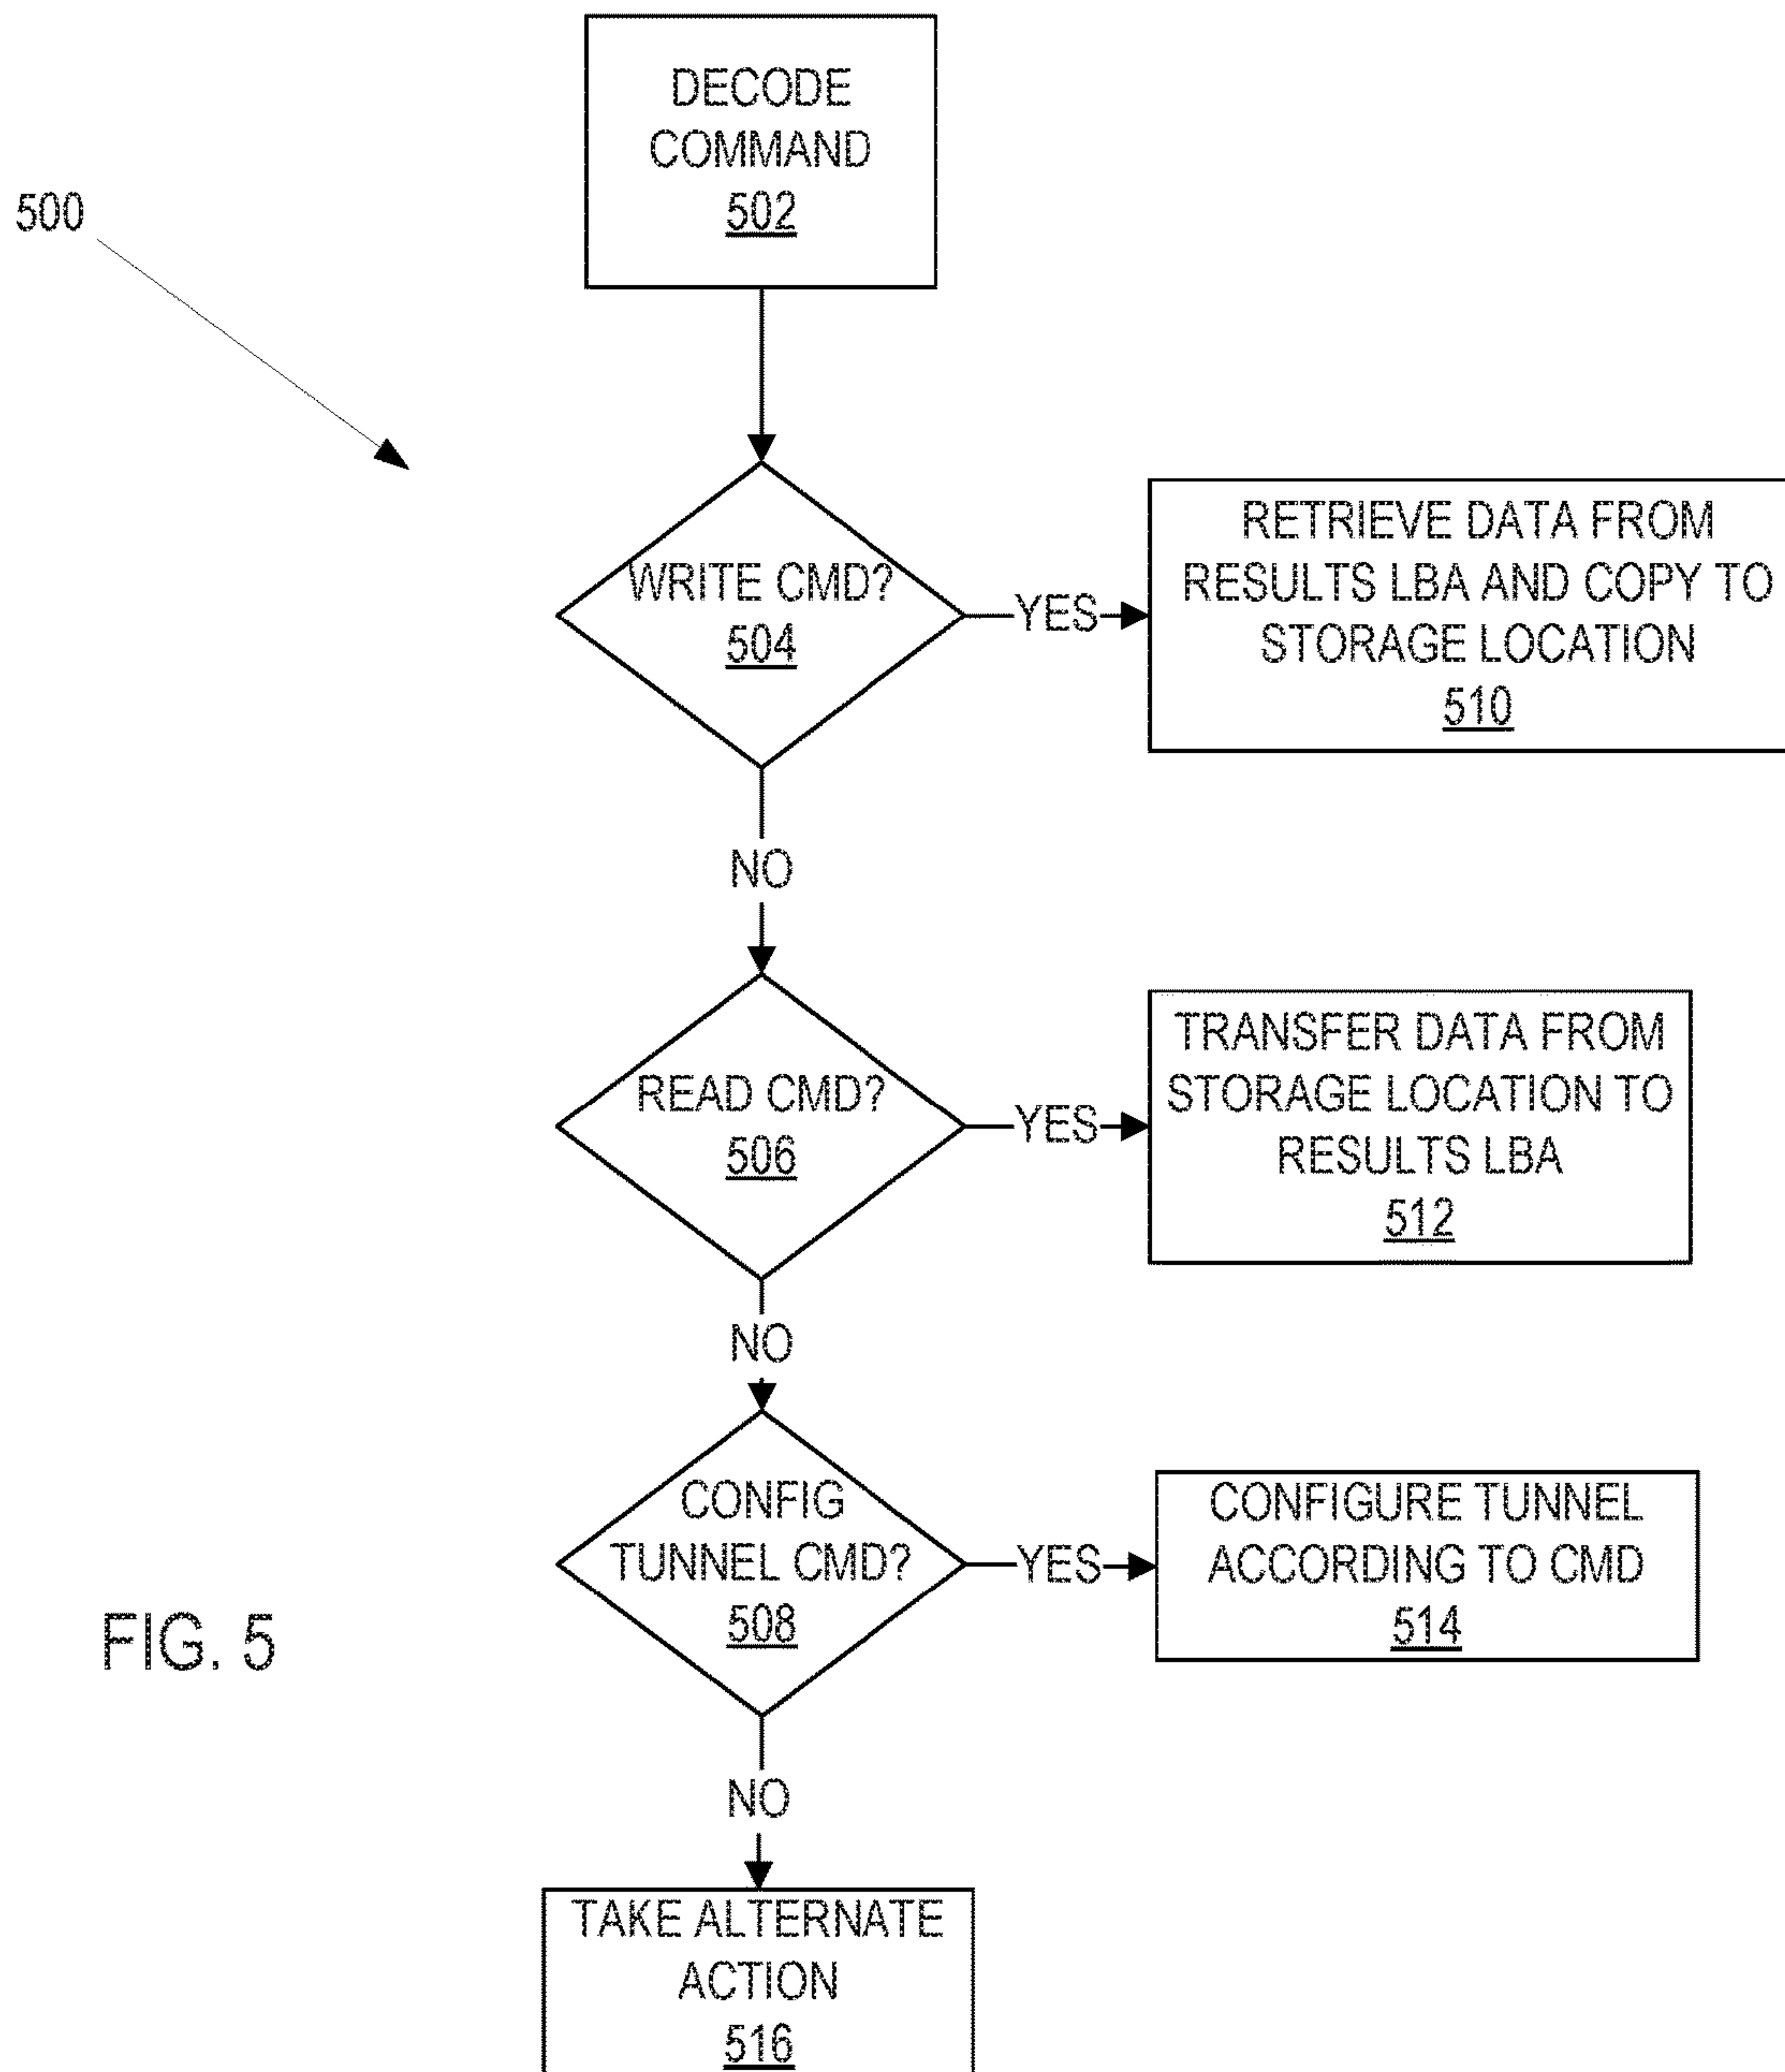 DECODE
COMMAND
502
500
WRITE CMD?
504
YES
RETRIEVE DATA FROM
RESULTS LBA AND COPY TO
STORAGE LOCATION
510
NO
READ CMD?
506
YES
TRANSFER DATA FROM
STORAGE LOCATION TO
RESULTS LBA
512
NO
CONFIG
TUNNEL CMD?
508
YES
CONFIGURE TUNNEL
ACCORDING TO CMD
514
FIG. 5
NO
TAKE ALTERNATE
ACTION
516